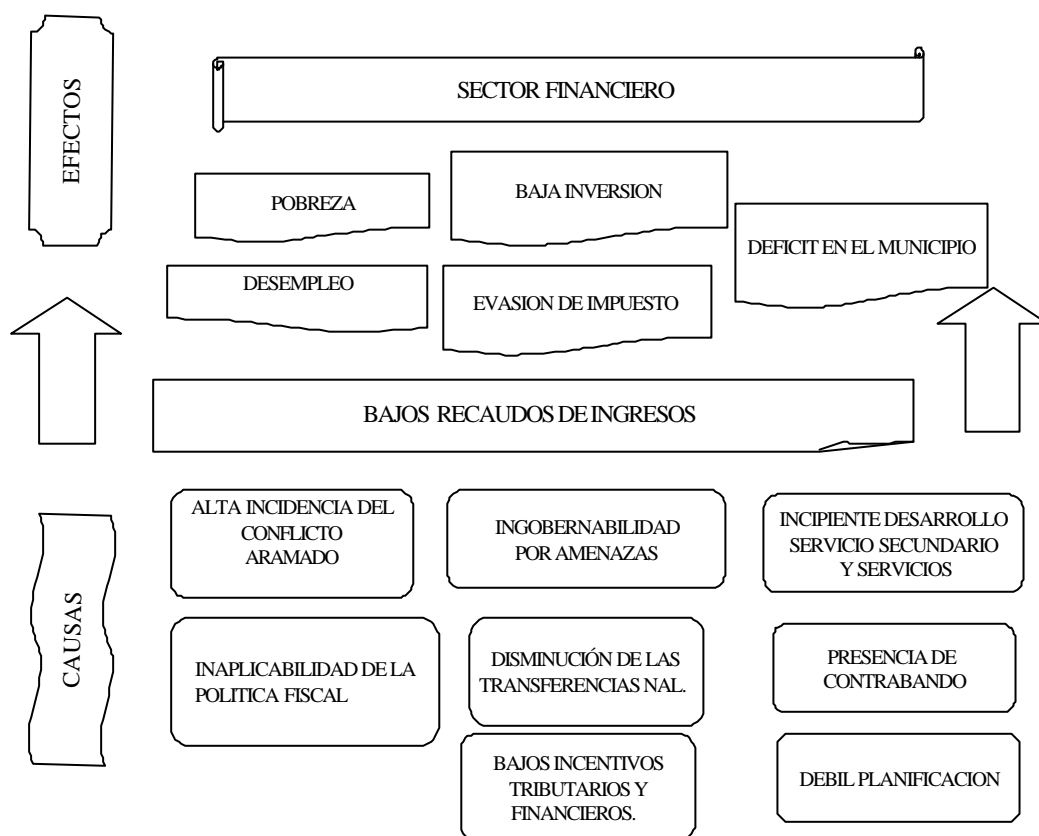 EFECTOS
SECTOR FINANCIERO
POBREZA
BAJA INVERSION
DEFICIT EN EL MUNICIPIO
DESEMPLEO
EVASION DE IMPUESTO
BAJOS RECAUDOS DE INGRESOS
CAUSAS
ALTA INCIDENCIA DEL
CONFLICTO
ARAMADO
INGOBERNABILIDAD
POR AMENAZAS
INCIPIENTE DESARROLLO
SERVICIO SECUNDARIO
Y SERVICIOS
INAPLICABILIDAD DE LA
POLITICA FISCAL
DISMINUCIÓN DE LAS
TRANSFERENCIAS NAL.
PRESENCIA DE
CONTRABANDO
BAJOS INCENTIVOS
TRIBUTARIOS Y
FINANCIEROS.
DEBIL PLANIFICACION